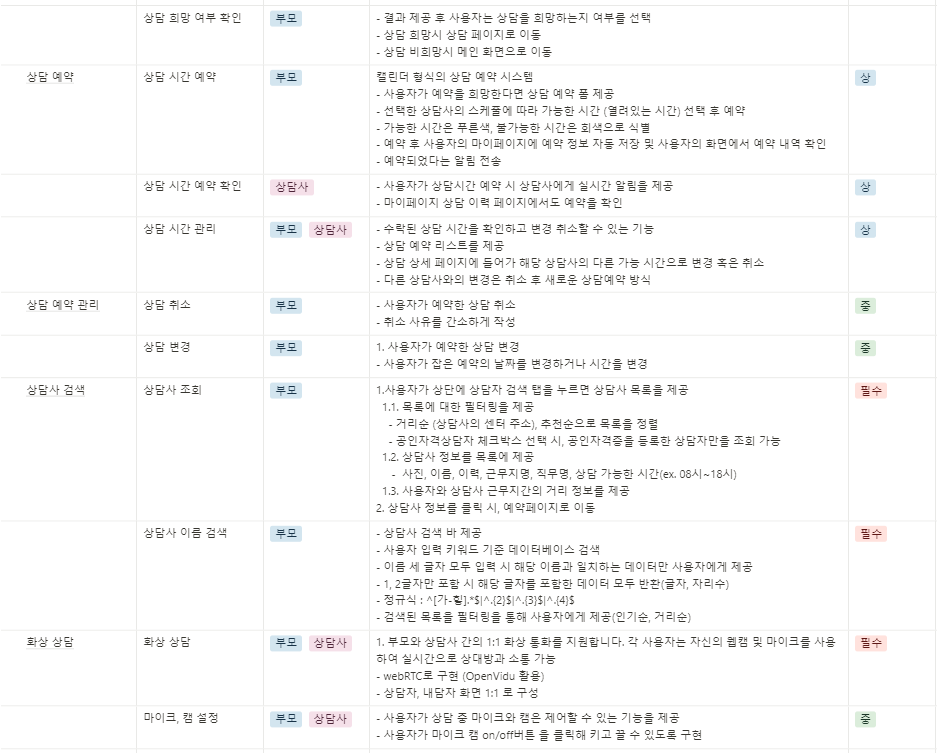 상담 희망 여부 확인 부모 - 결과 제공 후 사용자는 상담을 희망하는지 여부를 선택
- 상담 희망시 상담 페이지로 이동
- 상담 비희망시 메인 화면으로 이동
상담 예약 상담 시간 예약 부모 캘린더 형식의 상담 예약 시스템 상
- 사용자가 예약을 희망한다면 상담 예약 폼 제공
- 선택한 상담사의 스케쥴에 따라 가능한 시간 (열려있는 시간) 선택 후 예약
- 가능한 시간은 푸른색, 불가능한 시간은 회색으로 식별
- 예약 후 사용자의 마이페이지에 예약 정보 자동 저장 및 사용자의 화면에서 예약 내역 확인
- 예약되었다는 알림 전송
상담 시간 예약 확인 상담사 - 사용자가 상담시간 예약 시 상담사에게 실시간 알림을 제공 상
- 마이페이지 상담 이력 페이지에서도 예약을 확인
상담 시간 관리 부모 상담사 - 수락된 상담 시간을 확인하고 변경 취소할 수 있는 기능 상
- 상담 예약 리스트를 제공
- 상담 상세 페이지에 들어가 해당 상담사의 다른 가능 시간으로 변경 혹은 취소
- 다른 상담사와의 변경은 취소 후 새로운 상담예약 방식
상담 예약 관리 상담 취소 부모 - 사용자가 예약한 상담 취소 중
- 취소 사유를 간소하게 작성
상담 변경 부모 1. 사용자가 예약한 상담 변경 중
- 사용자가 잡은 예약의 날짜를 변경하거나 시간을 변경
상담사 검색 상담사 조회 부모 1.사용자가 상단에 상담자 검색 탭을 누르면 상담사 목록을 제공 필수
1.1. 목록에 대한 필터링을 제공
- 거리순 (상담사의 센터 주소), 추천순으로 목록을 정렬
- 공인자격상담자 체크박스 선택 시, 공인자격증을 등록한 상담자만을 조회 가능
1.2. 상담사 정보를 목록에 제공
- 사진, 이름, 이력, 근무지명, 직무명, 상담 가능한 시간(ex. 08시~18시)
1.3. 사용자와 상담사 근무지간의 거리 정보를 제공
2. 상담사 정보를 클릭 시, 예약페이지로 이동
상담사 이름 검색 부모 - 상담사 검색 바 제공 필수
- 사용자 입력 키워드 기준 데이터베이스 검색
- 이름 세 글자 모두 입력 시 해당 이름과 일치하는 데이터만 사용자에게 제공
- 1, 2글자만 포함 시 해당 글자를 포함한 데이터 모두 반환(글자, 자리수)
- 정규식 : ^[가-힣].*$|^.{2}$|^.{3}$|^.{4}$
- 검색된 목록을 필터링을 통해 사용자에게 제공(인기순, 거리순)
화상 상담 화상 상담 부모 상담사 1. 부모와 상담사 간의 1:1 화상 통화를 지원합니다. 각 사용자는 자신의 웹캠 및 마이크를 사용 필수
하여 실시간으로 상대방과 소통 가능
- webRTC로 구현 (OpenVidu 활용)
- 상담자, 내담자 화면 1:1 로 구성
마이크, 캠 설정 부모 상담사 - 사용자가 상담 중 마이크와 캠은 제어할 수 있는 기능을 제공 중
- 사용자가 마이크 캠 on/off버튼 을 클릭해 키고 끌 수 있도록 구현